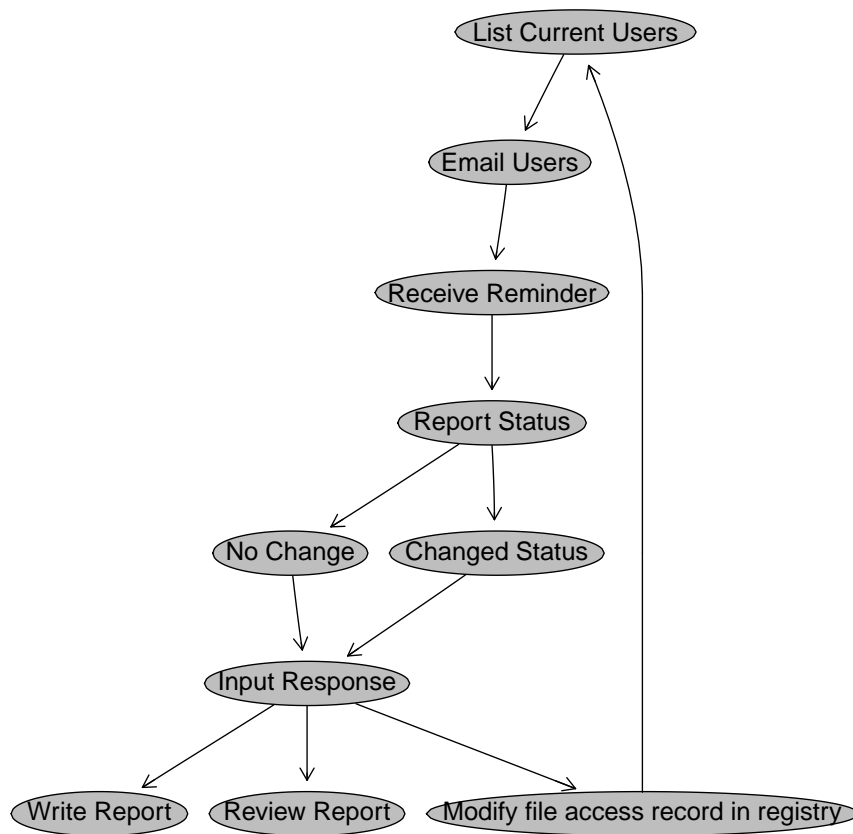 List Current Users
Email Users
Receive Reminder
Report Status
No Change
Changed Status
Input Response
Write Report
Review Report
Modify file access record in registry